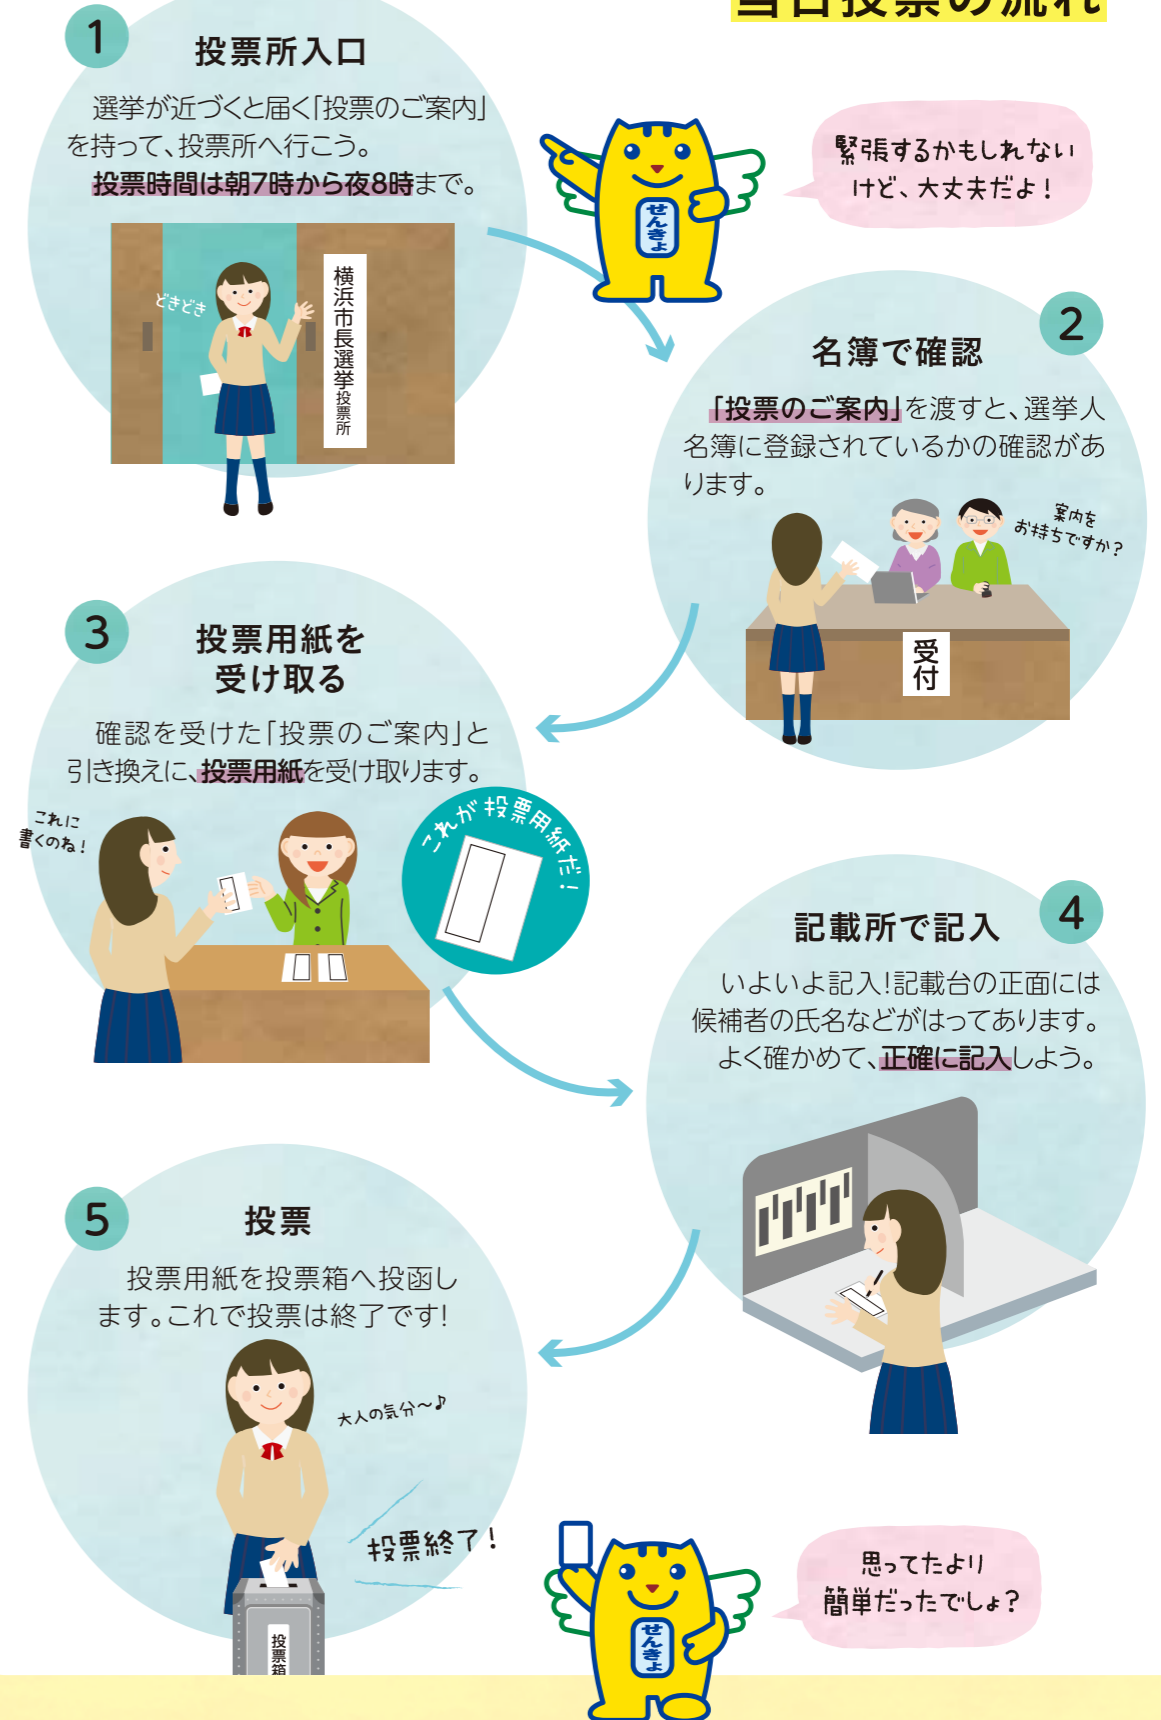 当日投票の流れ
1
投票所入口
選挙が近づくと届く「投票のご案内」
を持って、投票所へ行こう。
投票時間は朝7時から夜8時まで。
どきどき
横浜市長選挙投票所
せんきょ
緊張するかもしれない
けど、大丈夫だよ！
2
名簿で確認
「投票のご案内」を渡すと、選挙人
名簿に登録されているかの確認があ
ります。
案内を
お持ちですか？
受付
3
投票用紙を
受け取る
確認を受けた「投票のご案内」と
引き換えに、投票用紙を受け取ります。
これに
書くのね！
これが投票用紙だ！
4
記載所で記入
いよいよ記入！記載台の正面には
候補者の氏名などがはってあります。
よく確かめて、正確に記入しよう。
5
投票
投票用紙を投票箱へ投函し
ます。これで投票は終了です！
大人の気分〜♪
投票終了！
投票箱
せんきょ
思ってたより
簡単だったでしょ？